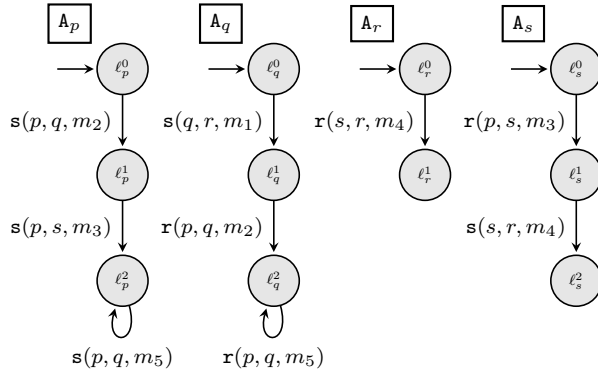 A_p A_q A_r A_s
ℓ_p^0 ℓ_q^0 ℓ_r^0 ℓ_s^0
s(p, q, m_2) s(q, r, m_1) r(s, r, m_4) r(p, s, m_3)
ℓ_p^1 ℓ_q^1 ℓ_r^1 ℓ_s^1
s(p, s, m_3) r(p, q, m_2) s(s, r, m_4)
ℓ_p^2 ℓ_q^2 ℓ_s^2
s(p, q, m_5) r(p, q, m_5)